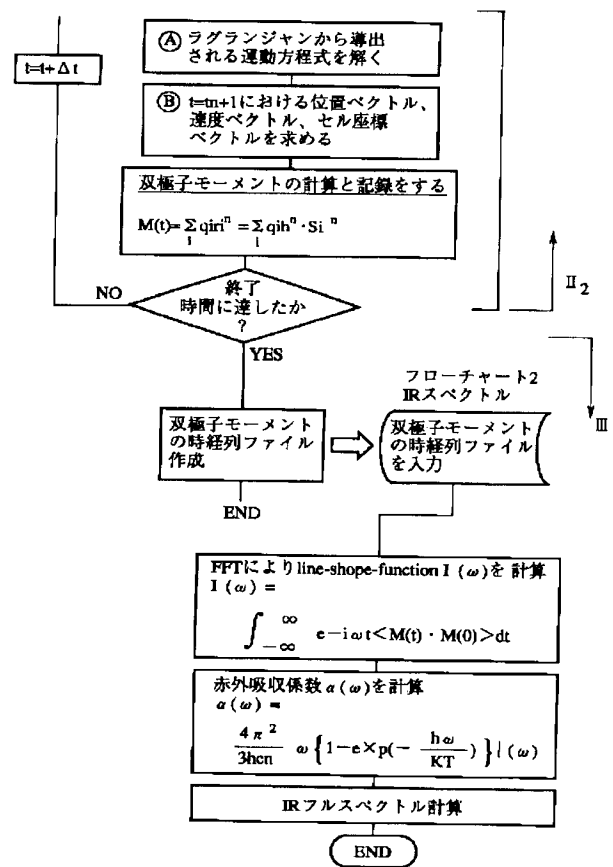 Ⓐ ラグランジャンから導出
される運動方程式を解く
t=t+Δt
Ⓑ t=tn+1における位置ベクトル、
速度ベクトル、セル座標
ベクトルを求める
双極子モーメントの計算と記録をする
M(t)=Σqiriⁿ=Σqihⁿ・Siⁿ
i i
NO
終了
時間に達したか
?
II₂
YES
フローチャート2
IRスペクトル
III
双極子モーメント
の時経列ファイル
作成
双極子モーメント
の時経列ファイル
を入力
END
FFTによりline-shope-function I (ω)を計算
I (ω) =
∫ ∞ −∞ e−iωt<M(t)・M(0)>dt
赤外吸収係数 α(ω)を計算
α(ω) =
4π² / 3hcn ω{1−e×p(− hω / KT )}l(ω)
IRフルスペクトル計算
END